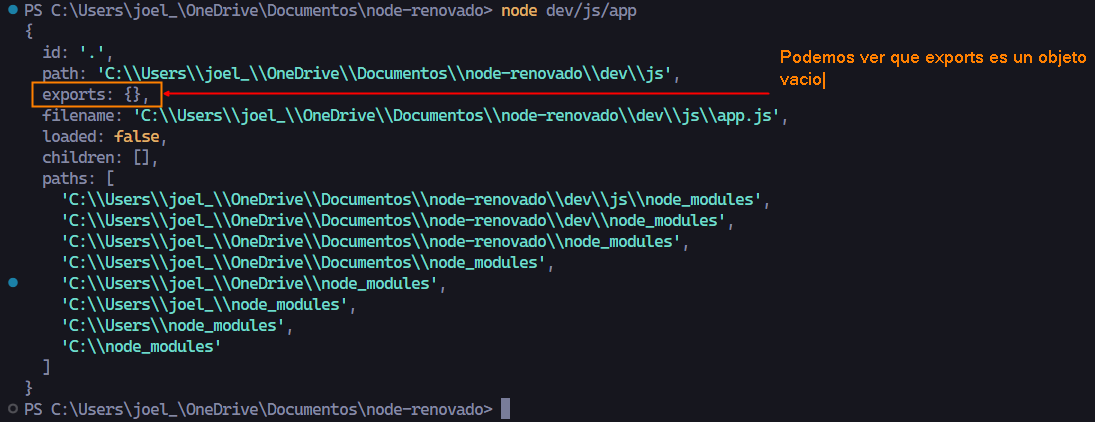 PS C:\Users\joel_\OneDrive\Documentos\node-renovado> node dev/js/app
{
  id: '.',
  path: 'C:\\Users\\joel_\\OneDrive\\Documentos\\node-renovado\\dev\\js',
  exports: {},
  filename: 'C:\\Users\\joel_\\OneDrive\\Documentos\\node-renovado\\dev\\js\\app.js',
  loaded: false,
  children: [],
  paths: [
    'C:\\Users\\joel_\\OneDrive\\Documentos\\node-renovado\\dev\\js\\node_modules',
    'C:\\Users\\joel_\\OneDrive\\Documentos\\node-renovado\\dev\\node_modules',
    'C:\\Users\\joel_\\OneDrive\\Documentos\\node-renovado\\node_modules',
    'C:\\Users\\joel_\\OneDrive\\Documentos\\node_modules',
    'C:\\Users\\joel_\\OneDrive\\node_modules',
    'C:\\Users\\joel_\\node_modules',
    'C:\\Users\\node_modules',
    'C:\\node_modules'
  ]
}
PS C:\Users\joel_\OneDrive\Documentos\node-renovado>
Podemos ver que exports es un objeto
vacio